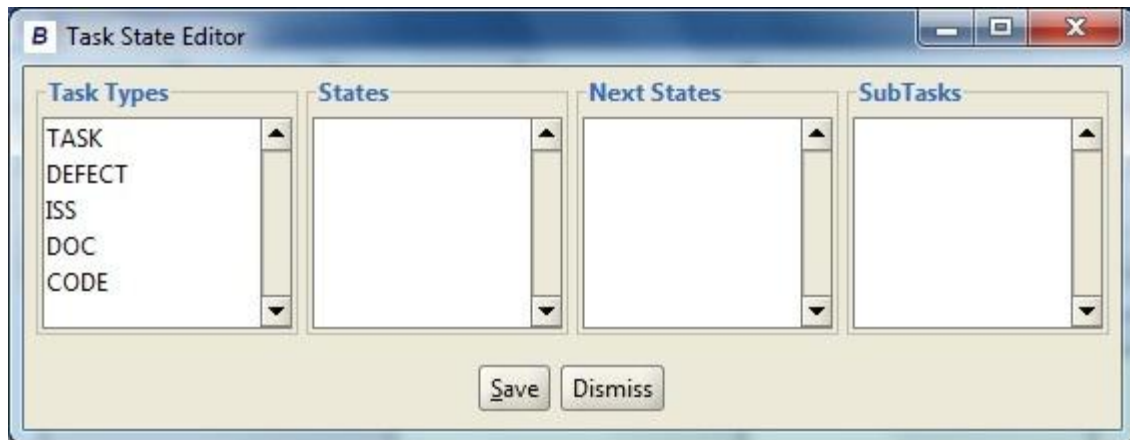 B Task State Editor
Task Types States Next States SubTasks
TASK
DEFECT
ISS
DOC
CODE
Save Dismiss